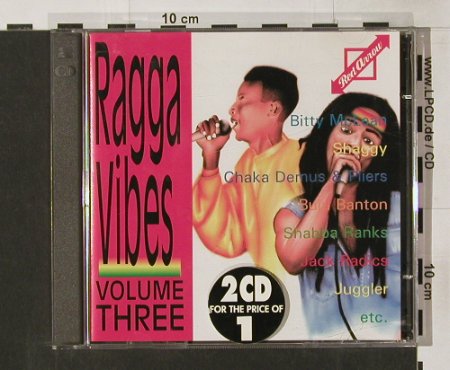 10 cm
Ragga
Vibes
VOLUME
THREE
Red Arrow
Bitty McLean
Shaggy
Chaka Demus & Pliers
Buju Banton
Shabba Ranks
Jack Radics
Juggler
etc.
2CD
FOR THE PRICE OF
1
www.LPCD.de / CD
10 cm